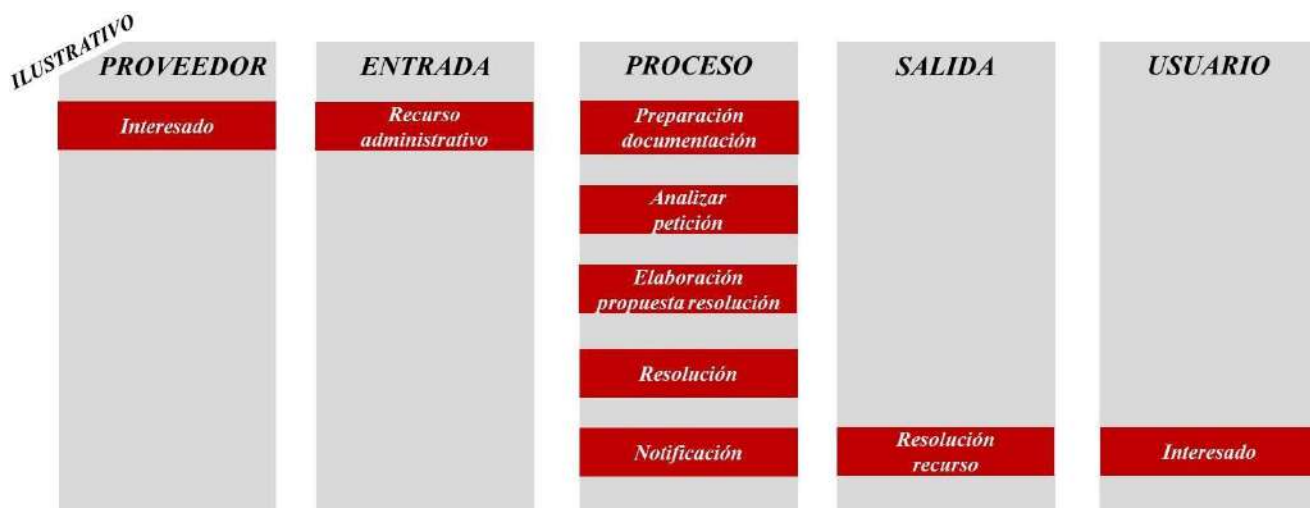 ILUSTRATIVO
PROVEEDOR
ENTRADA
PROCESO
SALIDA
USUARIO
Interesado
Recurso
administrativo
Preparación
documentación
Analizar
petición
Elaboración
propuesta resolución
Resolución
Notificación
Resolución
recurso
Interesado